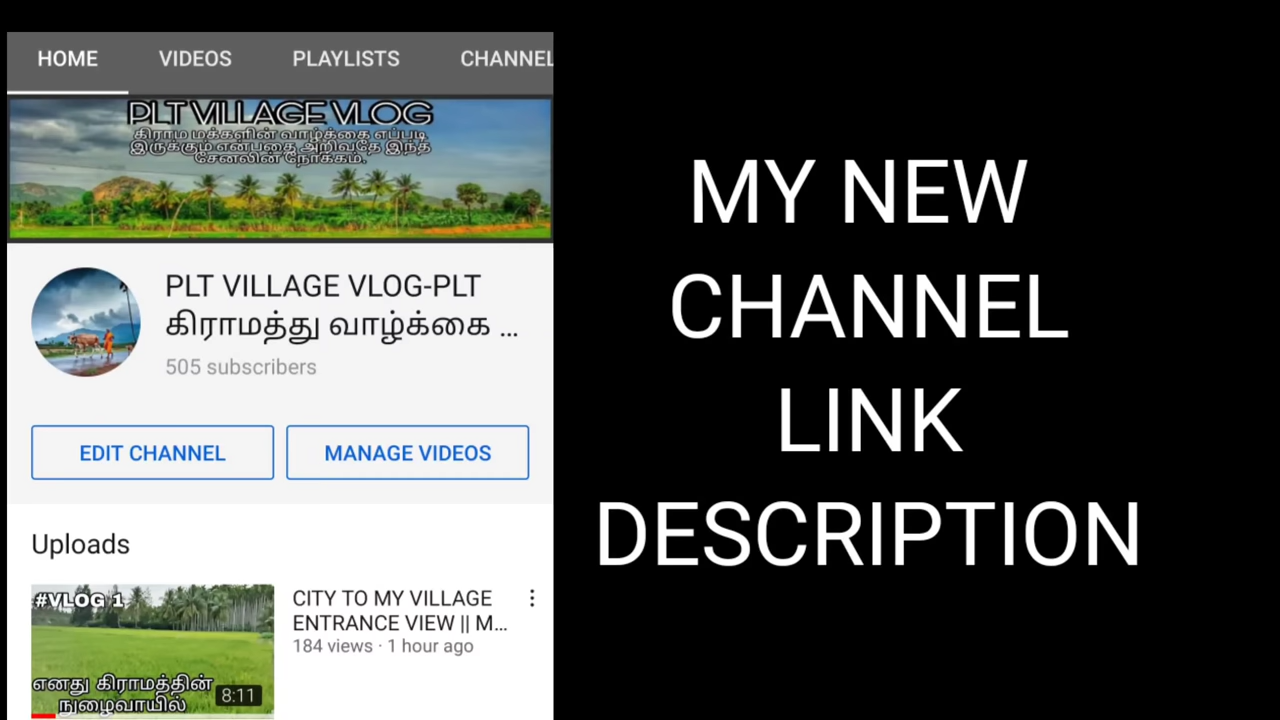 HOME VIDEOS PLAYLISTS CHANNEL
PLT VILLAGE VLOG
கிராம மக்களின் வாழ்க்கை எப்படி
இருக்கும் என்பதை அறிவதே இந்த
சேனலின் நோக்கம்.
PLT VILLAGE VLOG-PLT
கிராமத்து வாழ்க்கை ...
505 subscribers
EDIT CHANNEL MANAGE VIDEOS
Uploads
#VLOG 1
எனது கிராமத்தின்
நுழைவாயில்
8:11
CITY TO MY VILLAGE
ENTRANCE VIEW || M...
184 views · 1 hour ago
MY NEW
CHANNEL
LINK
DESCRIPTION